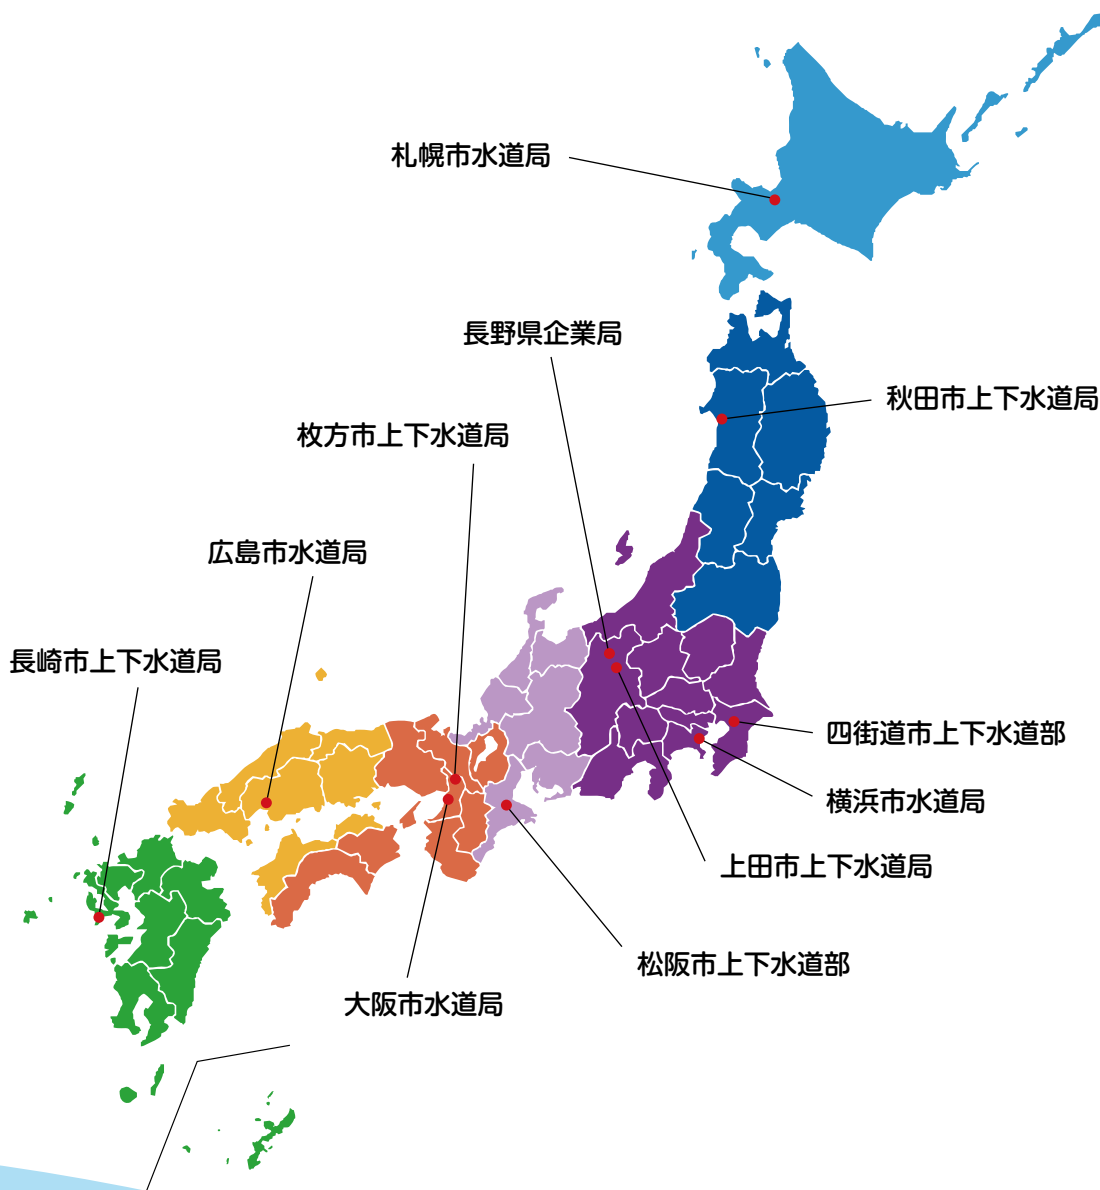 札幌市水道局
長野県企業局
秋田市上下水道局
枚方市上下水道局
広島市水道局
長崎市上下水道局
四街道市上下水道部
横浜市水道局
上田市上下水道局
松阪市上下水道部
大阪市水道局